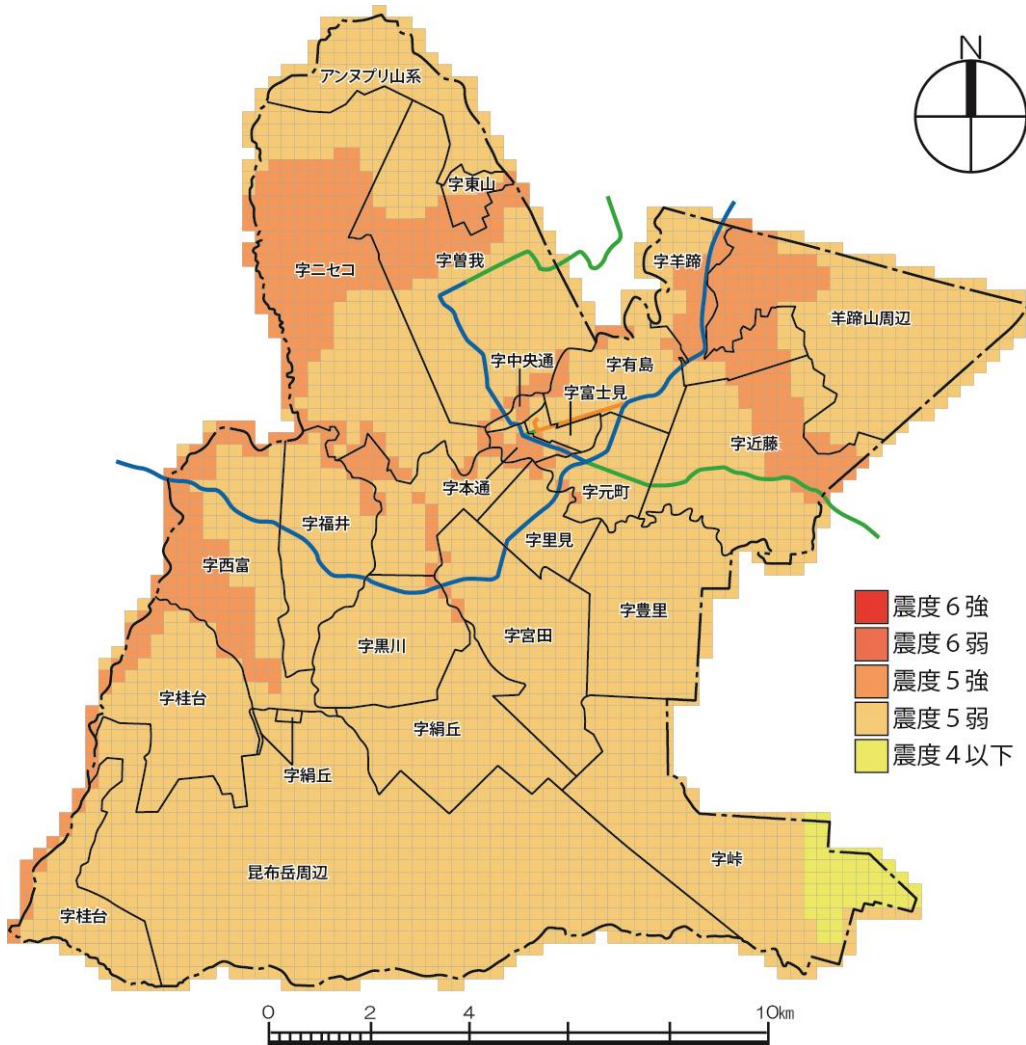 N
アンヌプリ山系
字東山
字ニセコ
字曽我
字羊蹄
羊蹄山周辺
字中央通
字有島
字富士見
字近藤
字本通
字元町
字福井
字里見
字西富
字豊里
字宮田
字黒川
字桂台
字絹丘
字絹丘
昆布岳周辺
字峠
字桂台
震度6強
震度6弱
震度5強
震度5弱
震度4以下
0 2 4 10km